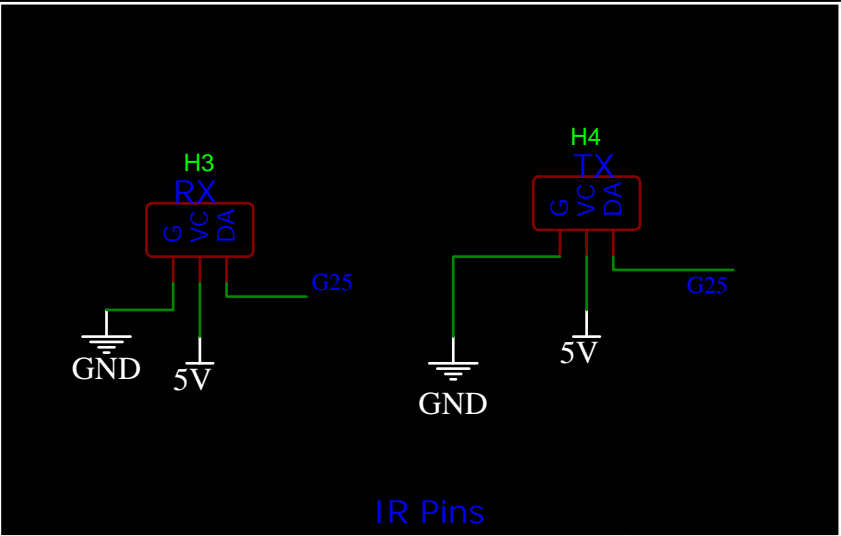 H3
RX
G VC DA
G25
GND
5V
H4
TX
G VC DA
G25
5V
GND
IR Pins